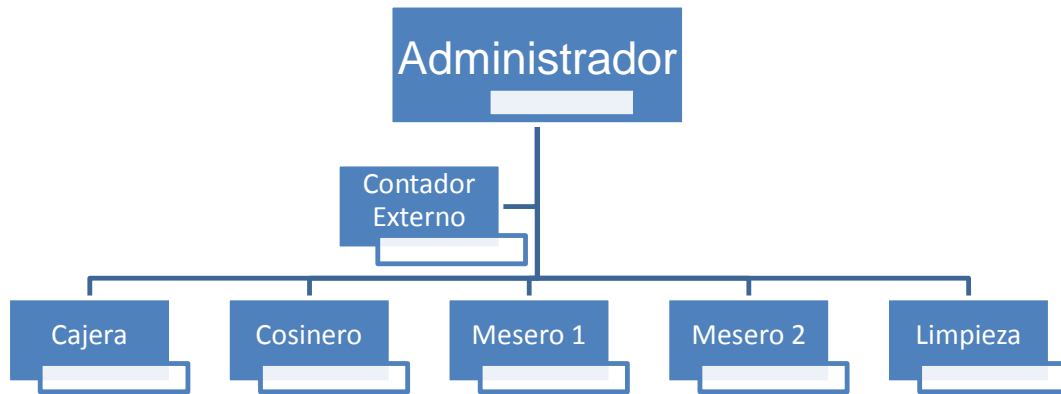 Administrador
Contador
Externo
Cajera
Cosinero
Mesero 1
Mesero 2
Limpieza